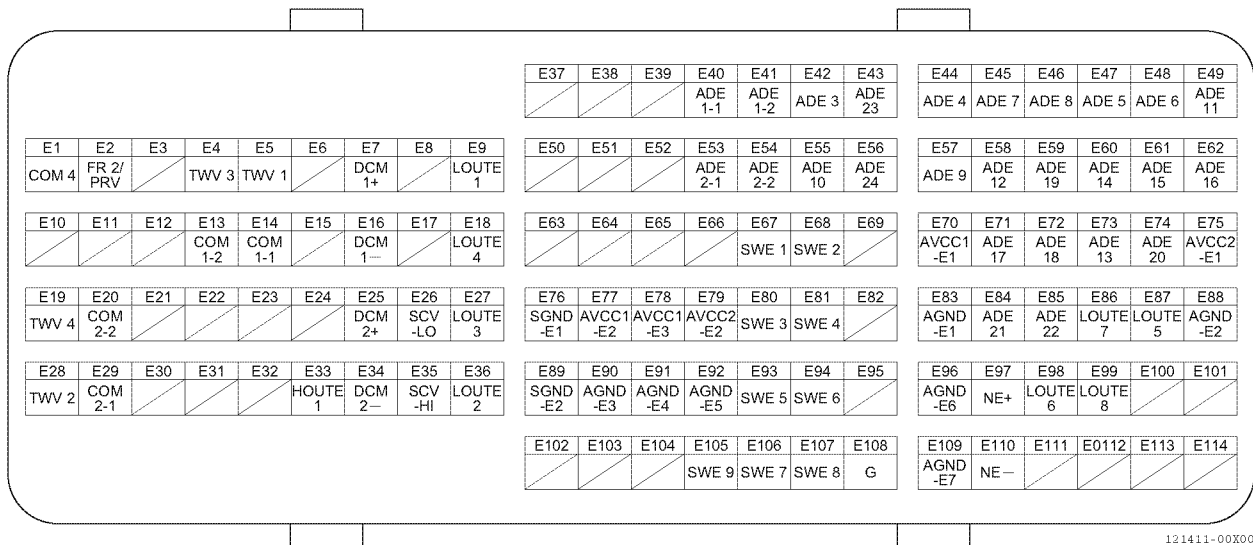 E37 E38 E39 E40 E41 E42 E43 E44 E45 E46 E47 E48 E49
ADE 1-1 ADE 1-2 ADE 3 ADE 23 ADE 4 ADE 7 ADE 8 ADE 5 ADE 6 ADE 11
E1 E2 E3 E4 E5 E6 E7 E8 E9 E50 E51 E52 E53 E54 E55 E56 E57 E58 E59 E60 E61 E62
COM 4 FR 2/PRV TWV 3 TWV 1 DCM 1+ LOUTE 1 ADE 2-1 ADE 2-2 ADE 10 ADE 24 ADE 9 ADE 12 ADE 19 ADE 14 ADE 15 ADE 16
E10 E11 E12 E13 E14 E15 E16 E17 E18 E63 E64 E65 E66 E67 E68 E69 E70 E71 E72 E73 E74 E75
COM 1-2 COM 1-1 DCM 1— LOUTE 4 SWE 1 SWE 2 AVCC1-E1 ADE 17 ADE 18 ADE 13 ADE 20 AVCC2-E1
E19 E20 E21 E22 E23 E24 E25 E26 E27 E76 E77 E78 E79 E80 E81 E82 E83 E84 E85 E86 E87 E88
TWV 4 COM 2-2 DCM 2+ SCV-LO LOUTE 3 SGND-E1 AVCC1-E2 AVCC1-E3 AVCC2-E2 SWE 3 SWE 4 AGND-E1 ADE 21 ADE 22 LOUTE 7 LOUTE 5 AGND-E2
E28 E29 E30 E31 E32 E33 E34 E35 E36 E89 E90 E91 E92 E93 E94 E95 E96 E97 E98 E99 E100 E101
TWV 2 COM 2-1 HOUTE 1 DCM 2— SCV-HI LOUTE 2 SGND-E2 AGND-E3 AGND-E4 AGND-E5 SWE 5 SWE 6 AGND-E6 NE+ LOUTE 6 LOUTE 8
E102 E103 E104 E105 E106 E107 E108 E109 E110 E111 E0112 E113 E114
SWE 9 SWE 7 SWE 8 G AGND-E7 NE—
121411-00X00